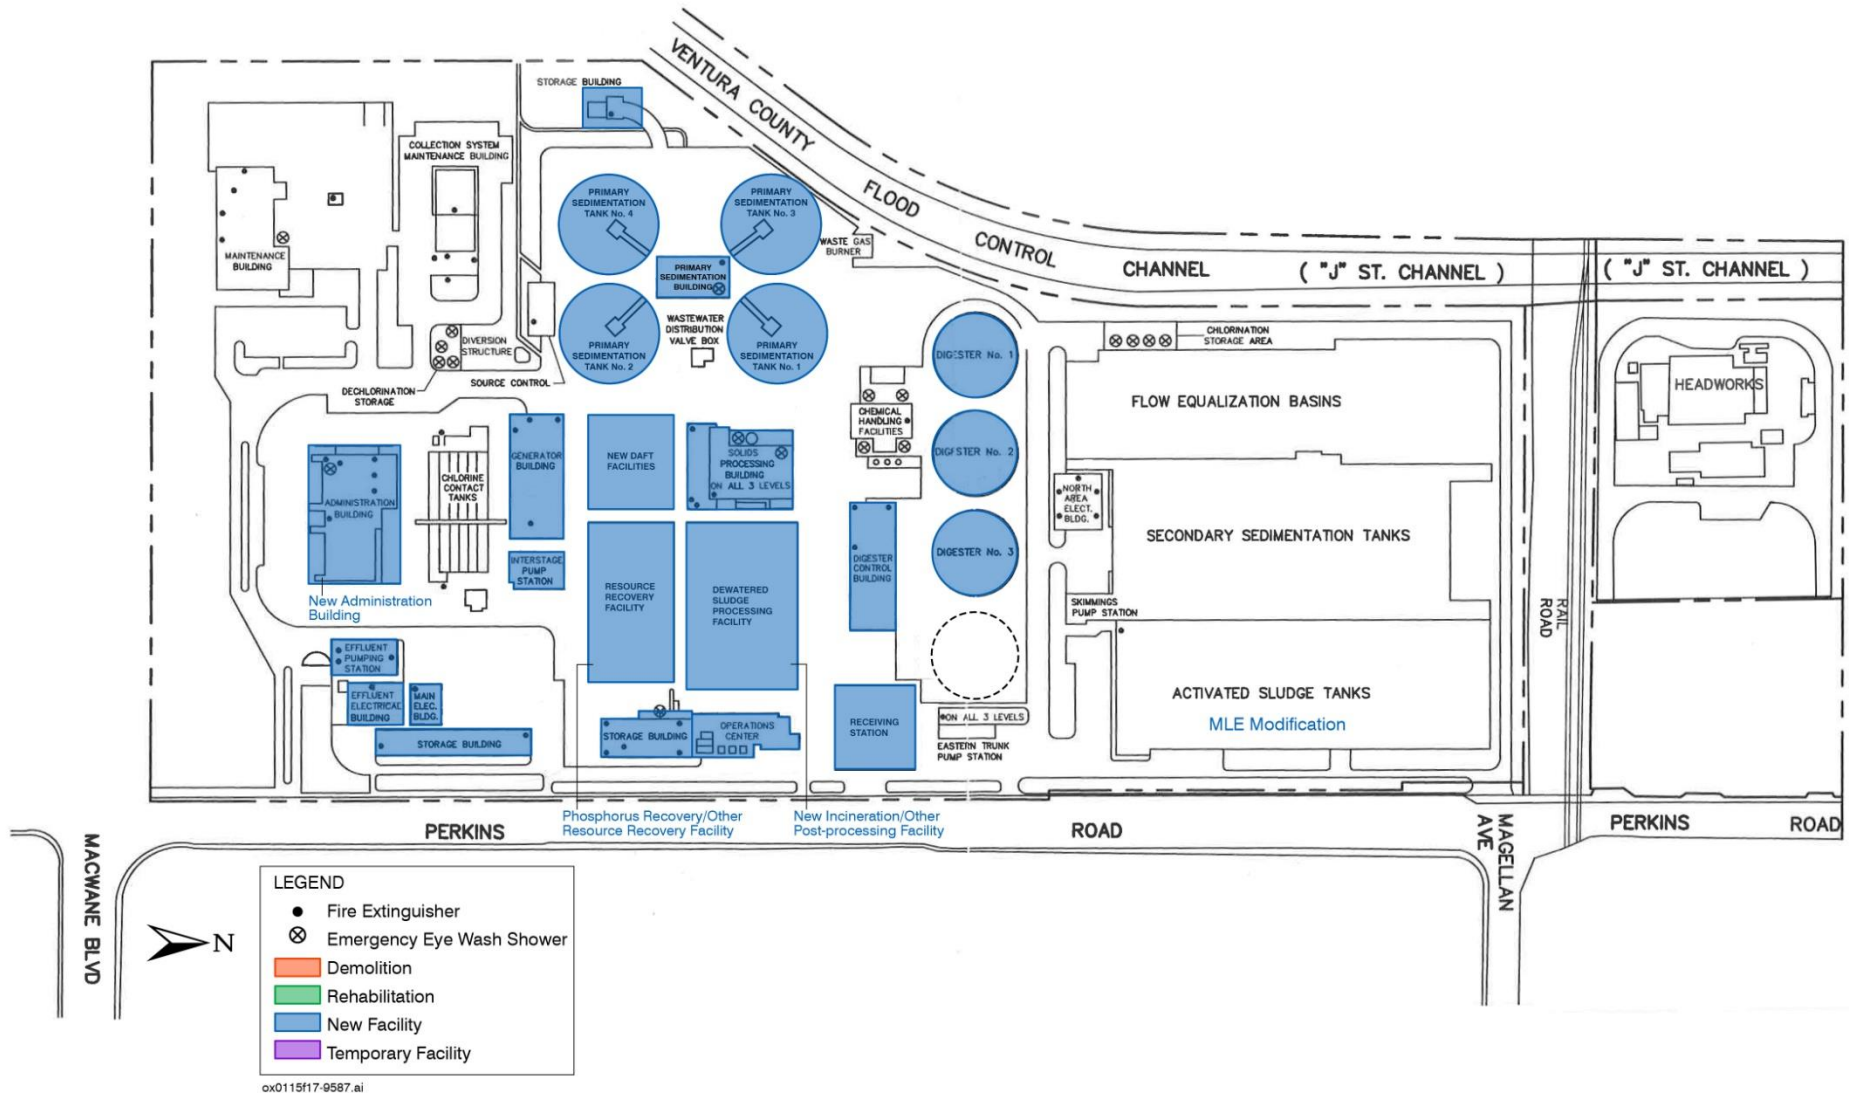 VENTURA COUNTY
FLOOD
CONTROL
CHANNEL
( "J" ST. CHANNEL )
( "J" ST. CHANNEL )
STORAGE BUILDING
COLLECTION SYSTEM
MAINTENANCE BUILDING
MAINTENANCE
BUILDING
PRIMARY
SEDIMENTATION
TANK No. 4
PRIMARY
SEDIMENTATION
TANK No. 3
WASTE GAS
BURNER
PRIMARY
SEDIMENTATION
BUILDING
WASTEWATER
DISTRIBUTION
VALVE BOX
PRIMARY
SEDIMENTATION
TANK No. 2
PRIMARY
SEDIMENTATION
TANK No. 1
DIVERSION
STRUCTURE
DECHLORINATION
STORAGE
SOURCE CONTROL
DIGESTER No. 1
CHLORINATION
STORAGE AREA
HEADWORKS
FLOW EQUALIZATION BASINS
CHEMICAL
HANDLING
FACILITIES
DIGESTER No. 2
GENERATOR
BUILDING
NEW DAFT
FACILITIES
SOLIDS
PROCESSING
BUILDING
ON ALL 3 LEVELS
CHLORINE
CONTACT
TANKS
ADMINISTRATION
BUILDING
NORTH
AREA
ELECT.
BLDG.
SECONDARY SEDIMENTATION TANKS
DIGESTER No. 3
INTERSTAGE
PUMP
STATION
DIGESTER
CONTROL
BUILDING
RESOURCE
RECOVERY
FACILITY
DEWATERED
SLUDGE
PROCESSING
FACILITY
New Administration
Building
SKIMMINGS
PUMP STATION
RAIL
ROAD
EFFLUENT
PUMPING
STATION
EFFLUENT
ELECTRICAL
BUILDING
MAIN
ELEC.
BLDG.
ACTIVATED SLUDGE TANKS
MLE Modification
STORAGE BUILDING
STORAGE BUILDING
OPERATIONS
CENTER
RECEIVING
STATION
ON ALL 3 LEVELS
EASTERN TRUNK
PUMP STATION
Phosphorus Recovery/Other
Resource Recovery Facility
New Incineration/Other
Post-processing Facility
PERKINS
ROAD
PERKINS
ROAD
MAGELLAN
AVE
MACWANE BLVD
N
LEGEND
Fire Extinguisher
Emergency Eye Wash Shower
Demolition
Rehabilitation
New Facility
Temporary Facility
ox0115f17-9587.ai